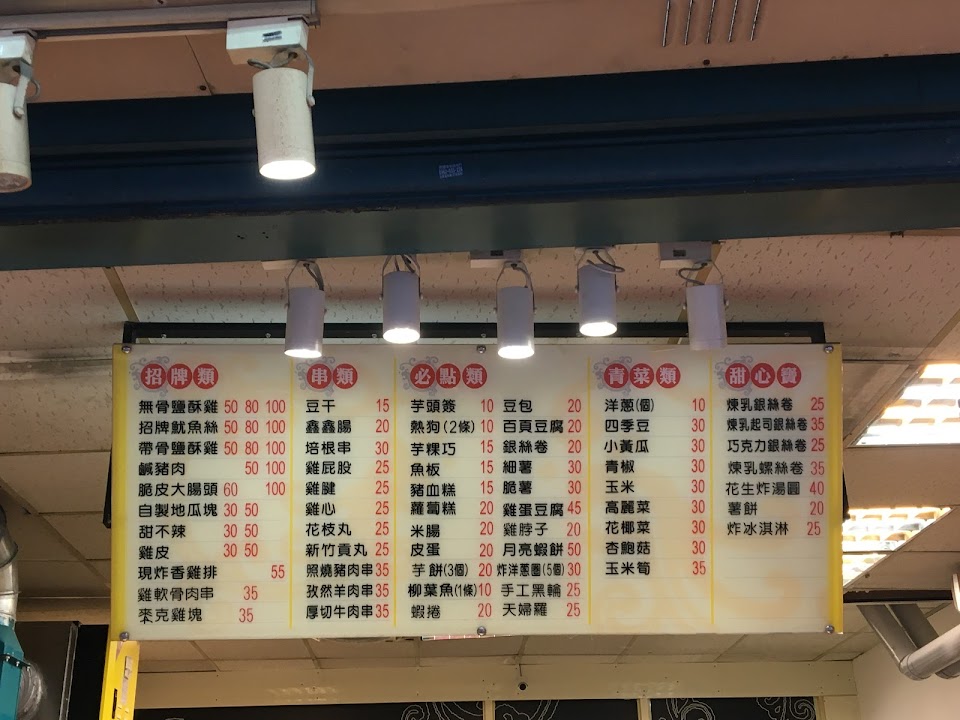 招牌類
無骨鹽酥雞 50 80 100
招牌魷魚絲 50 80 100
帶骨鹽酥雞 50 80 100
鹹豬肉 50 100
脆皮大腸頭 60 100
自製地瓜塊 30 50
甜不辣 30 50
雞皮 30 50
現炸香雞排 55
雞軟骨肉串 35
麥克雞塊 35
串類
豆干 15
鑫鑫腸 20
培根串 30
雞屁股 25
雞腱 25
雞心 25
花枝丸 25
新竹貢丸 25
照燒豬肉串 35
孜然羊肉串 35
厚切牛肉串 35
必點類
芋頭簽 10
熱狗(2條) 10
芋粿巧 15
魚板 15
豬血糕 15
蘿蔔糕 20
米腸 20
皮蛋 20
芋餅(3個) 20
柳葉魚(1條) 10
蝦捲 20
豆包 20
百頁豆腐 20
銀絲卷 20
細薯 30
脆薯 30
雞蛋豆腐 45
雞脖子 20
月亮蝦餅 50
炸洋蔥圈(5個) 30
手工黑輪 25
天婦羅 25
青菜類
洋蔥(個) 10
四季豆 30
小黃瓜 30
青椒 30
玉米 30
高麗菜 30
花椰菜 30
杏鮑菇 30
玉米筍 35
甜心寶
煉乳銀絲卷 25
煉乳起司銀絲卷 35
巧克力銀絲卷 25
煉乳螺絲卷 35
花生炸湯圓 40
薯餅 20
炸冰淇淋 25